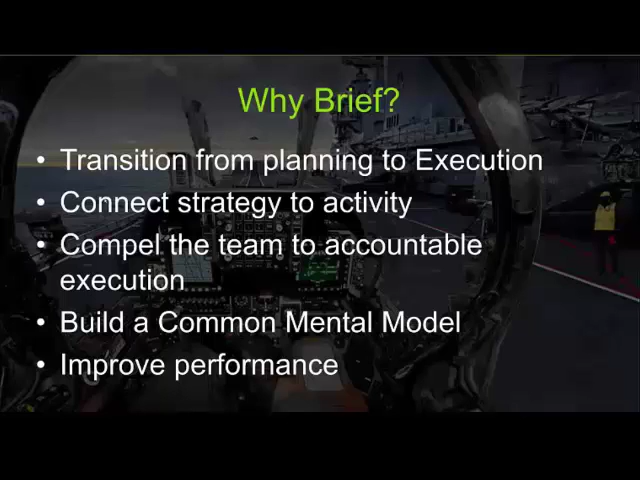 Why Brief?
• Transition from planning to Execution
• Connect strategy to activity
• Compel the team to accountable
execution
• Build a Common Mental Model
• Improve performance